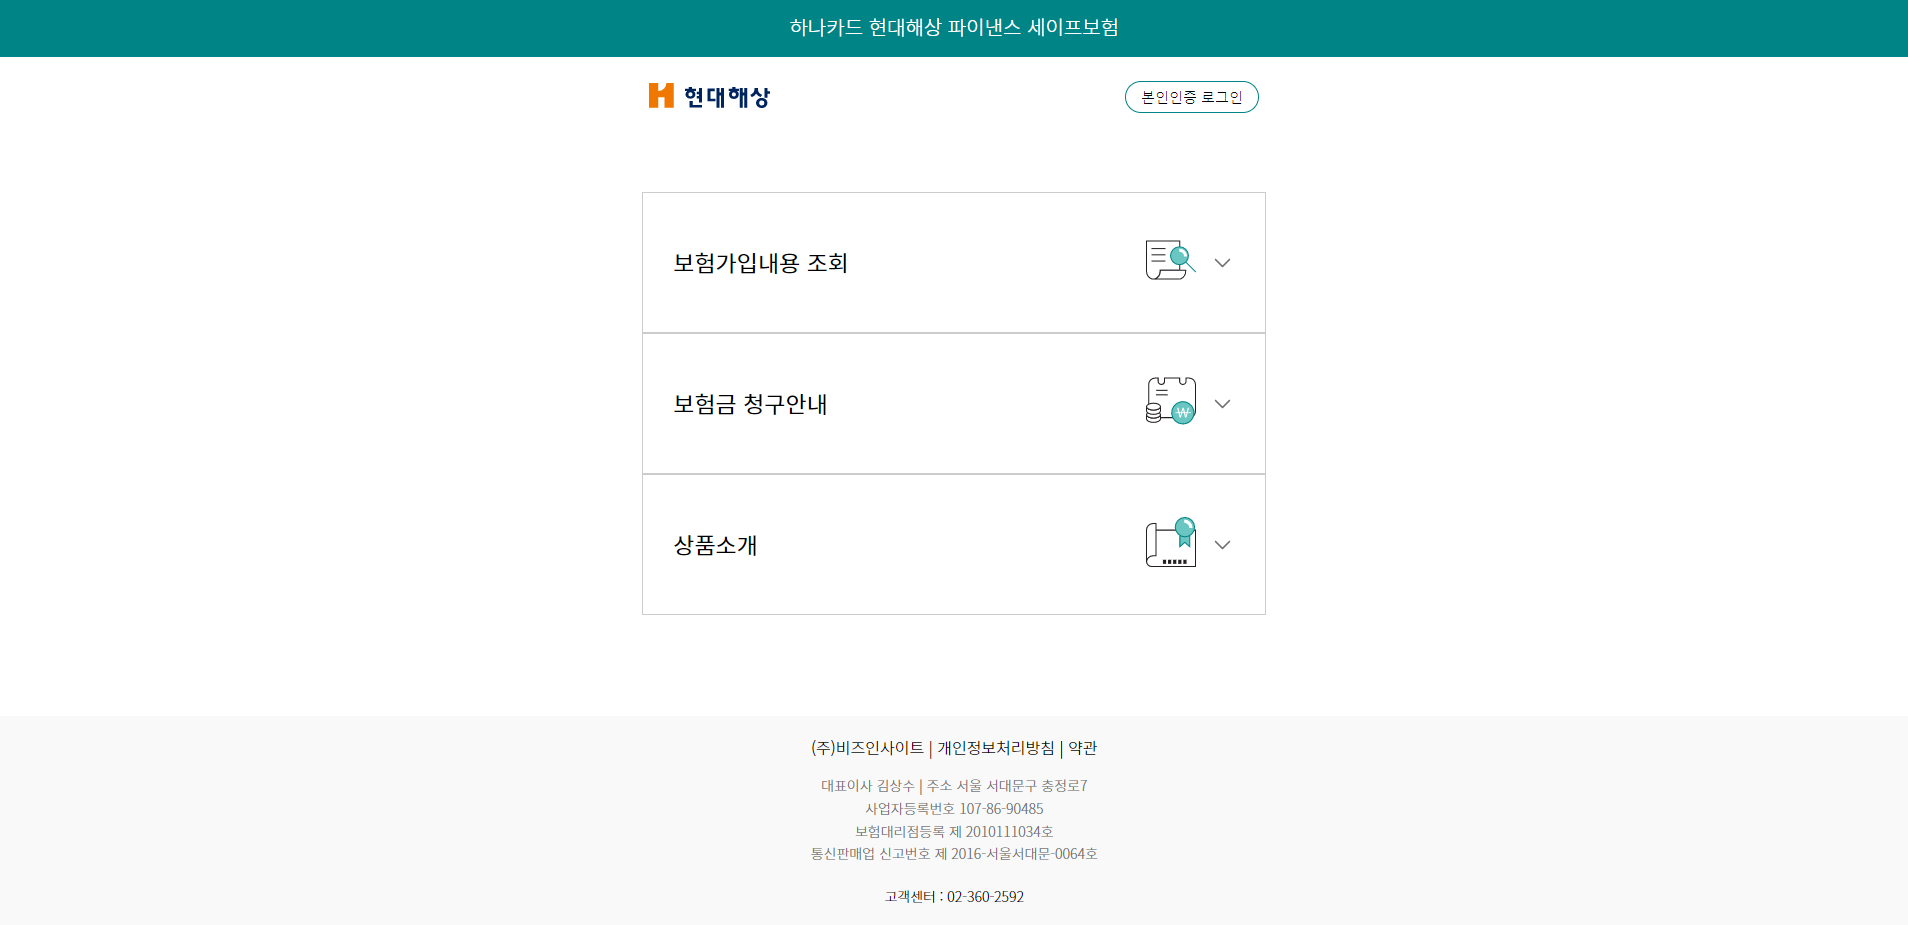 하나카드 현대해상 파이낸스 세이프보험
현대해상
본인인증 로그인
보험가입내용 조회
보험금 청구안내
₩
상품소개
(주)비즈인사이트 | 개인정보처리방침 | 약관
대표이사 김상수 | 주소 서울 서대문구 충정로7
사업자등록번호 107-86-90485
보험대리점등록 제 2010111034호
통신판매업 신고번호 제 2016-서울서대문-0064호
고객센터 : 02-360-2592